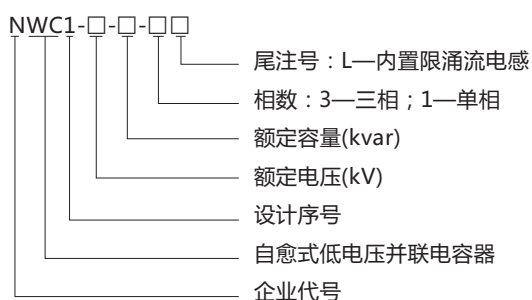 NWC1-□-□-□□
尾注号：L—内置限涌流电感
相数：3—三相；1—单相
额定容量(kvar)
额定电压(kV)
设计序号
自愈式低电压并联电容器
企业代号